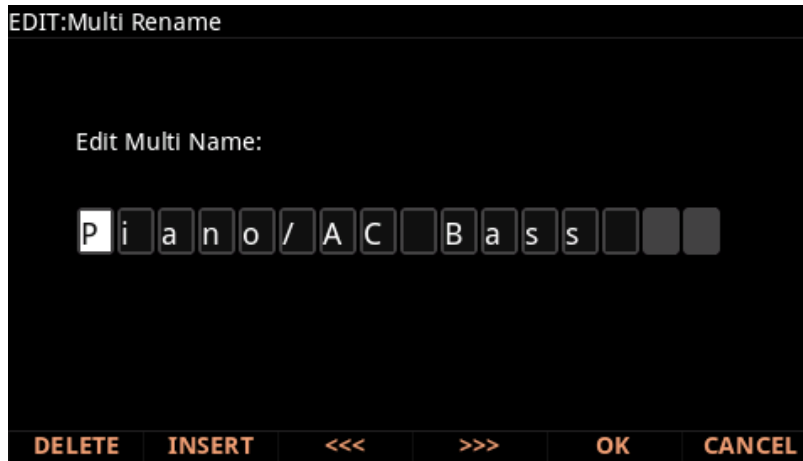 EDIT:Multi Rename
Edit Multi Name:
Piano/AC Bass
DELETE INSERT <<< >>> OK CANCEL